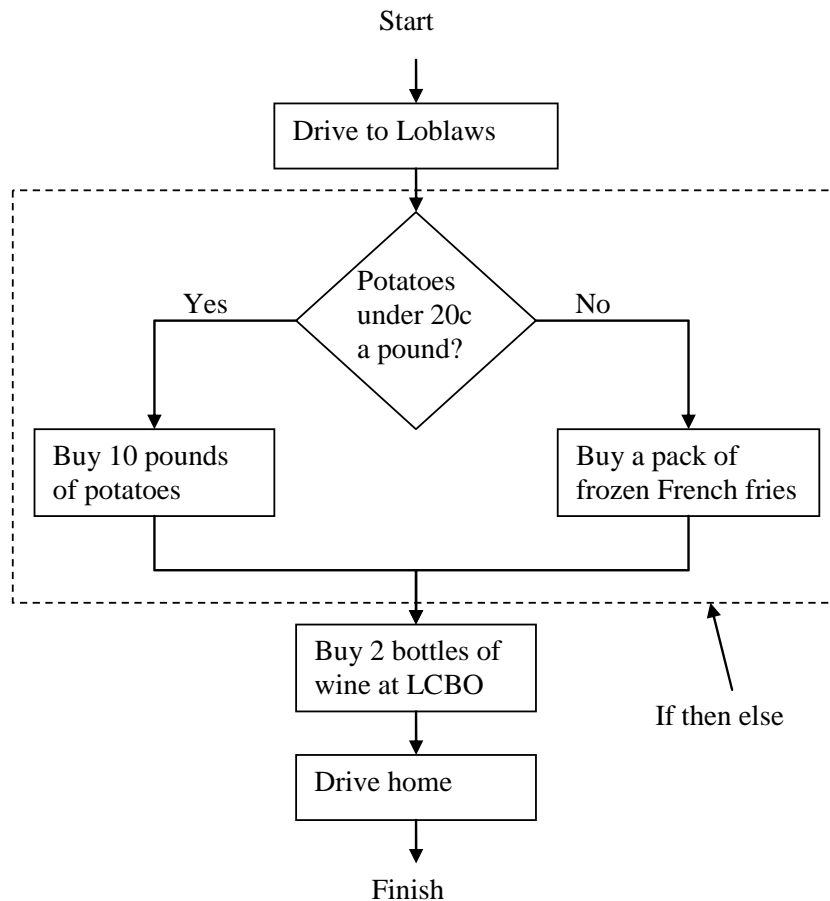 Start
Drive to Loblaws
Potatoes
under 20c
a pound?
Yes
No
Buy 10 pounds
of potatoes
Buy a pack of
frozen French fries
Buy 2 bottles of
wine at LCBO
If then else
Drive home
Finish